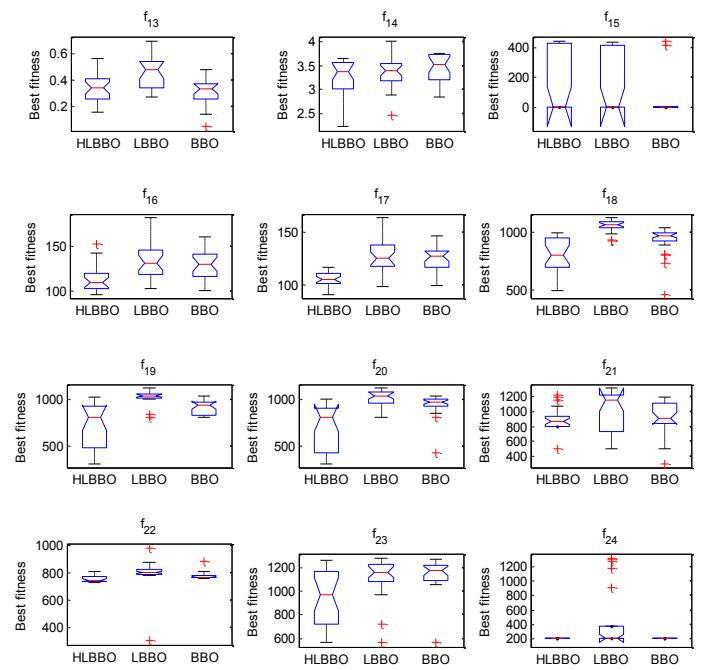 f13
f14
f15
Best fitness
0.6
0.4
0.2
HLBBO LBBO BBO
Best fitness
4
3.5
3
2.5
HLBBO LBBO BBO
Best fitness
400
200
0
HLBBO LBBO BBO
f16
f17
f18
Best fitness
150
100
HLBBO LBBO BBO
Best fitness
150
100
HLBBO LBBO BBO
Best fitness
1000
500
HLBBO LBBO BBO
f19
f20
f21
Best fitness
1000
500
HLBBO LBBO BBO
Best fitness
1000
500
HLBBO LBBO BBO
Best fitness
1200
1000
800
600
400
HLBBO LBBO BBO
f22
f23
f24
Best fitness
1000
800
600
400
HLBBO LBBO BBO
Best fitness
1200
1000
800
600
HLBBO LBBO BBO
Best fitness
1200
1000
800
600
400
200
HLBBO LBBO BBO